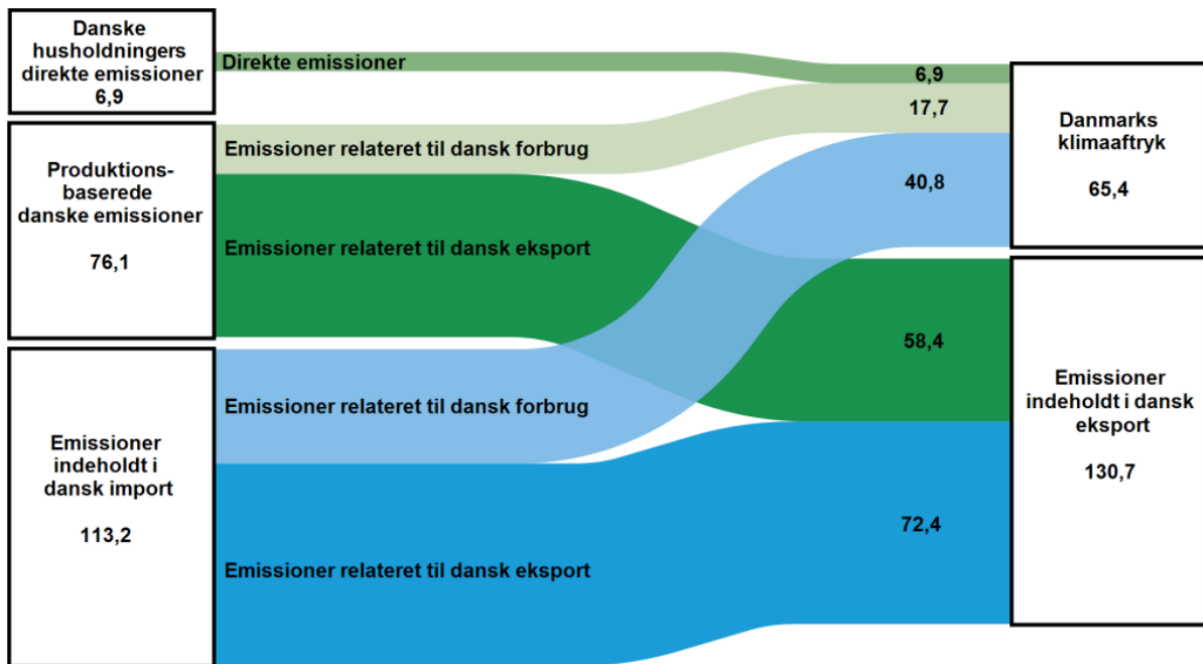 Danske
husholdningers
direkte emissioner
6,9
Direkte emissioner
6,9
Produktions-
baserede
danske emissioner
76,1
Emissioner relateret til dansk forbrug
17,7
Emissioner relateret til dansk eksport
58,4
Emissioner
indeholdt i
dansk import
113,2
Emissioner relateret til dansk forbrug
40,8
Emissioner relateret til dansk eksport
72,4
Danmarks
klimaaftryk
65,4
Emissioner
indeholdt i dansk
eksport
130,7